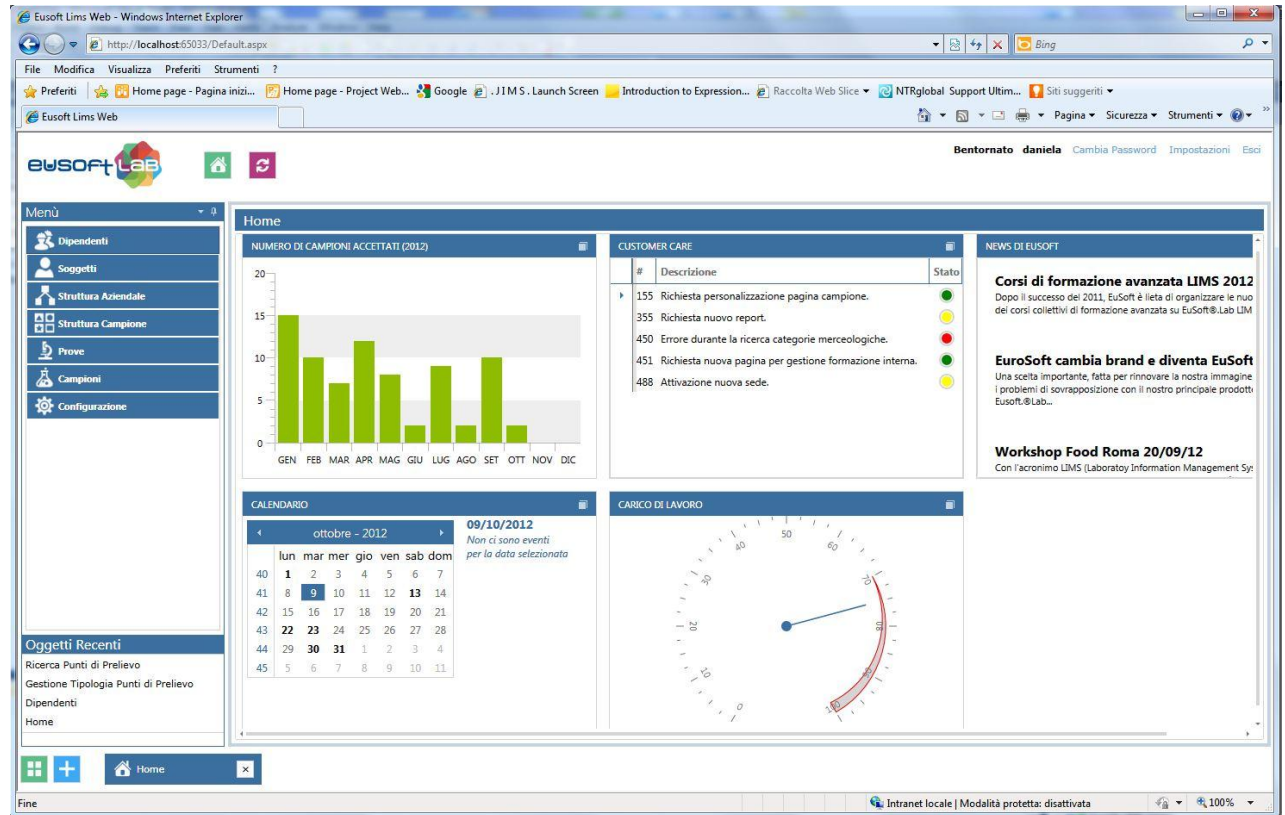 Eusoft Lims Web - Windows Internet Explorer
http://localhost:65033/Default.aspx
Bing
File Modifica Visualizza Preferiti Strumenti ?
Preferiti Home page - Pagina inizi... Home page - Project Web... Google .: J I M S .: Launch Screen Introduction to Expression... Raccolta Web Slice NTRglobal Support Ultim... Siti suggeriti
Eusoft Lims Web
Pagina Sicurezza Strumenti
eusoft Lab
Bentornato daniela Cambia Password Impostazioni Esci
Menù
Dipendenti
Soggetti
Struttura Aziendale
Struttura Campione
Prove
Campioni
Configurazione
Oggetti Recenti
Ricerca Punti di Prelievo
Gestione Tipologia Punti di Prelievo
Dipendenti
Home
Home
NUMERO DI CAMPIONI ACCETTATI (2012)
20
15
10
5
0
GEN FEB MAR APR MAG GIU LUG AGO SET OTT NOV DIC
CUSTOMER CARE
# Descrizione Stato
155 Richiesta personalizzazione pagina campione.
355 Richiesta nuovo report.
450 Errore durante la ricerca categorie merceologiche.
451 Richiesta nuova pagina per gestione formazione interna.
488 Attivazione nuova sede.
NEWS DI EUSOFT
Corsi di formazione avanzata LIMS 2012
Dopo il successo del 2011, EuSoft è lieta di organizzare le nuo
dei corsi collettivi di formazione avanzata su EuSoft®.Lab LIM
EuroSoft cambia brand e diventa EuSoft
Una scelta importante, fatta per rinnovare la nostra immagine
i problemi di sovrapposizione con il nostro principale prodotto
Eusoft.®Lab...
Workshop Food Roma 20/09/12
Con l'acronimo LIMS (Laboratoy Information Management Sys
CALENDARIO
ottobre - 2012
lun mar mer gio ven sab dom
40 1 2 3 4 5 6 7
41 8 9 10 11 12 13 14
42 15 16 17 18 19 20 21
43 22 23 24 25 26 27 28
44 29 30 31 1 2 3 4
45 5 6 7 8 9 10 11
09/10/2012
Non ci sono eventi
per la data selezionata
CARICO DI LAVORO
0
10
20
30
40
50
60
70
80
90
100
Home
Fine
Intranet locale | Modalità protetta: disattivata
100%